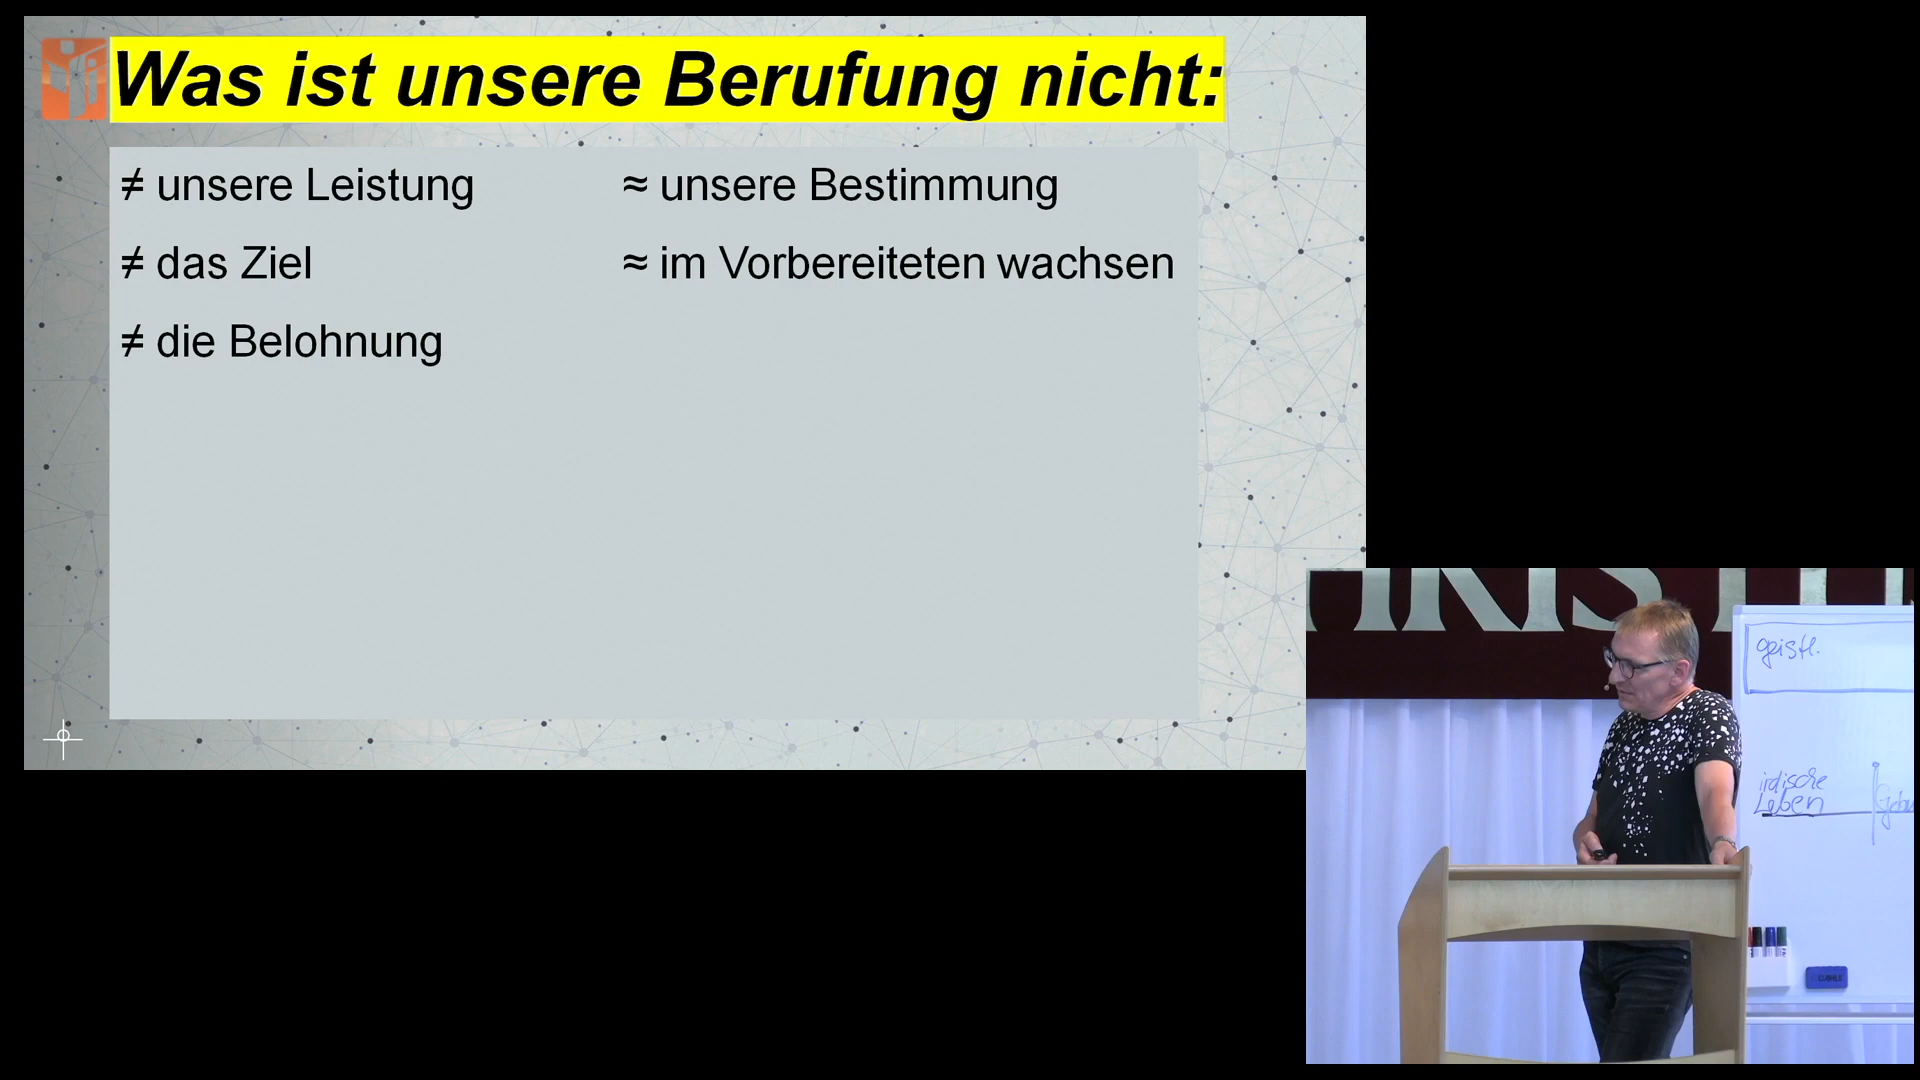 Was ist unsere Berufung nicht:
≠ unsere Leistung
≈ unsere Bestimmung
≠ das Ziel
≈ im Vorbereiteten wachsen
≠ die Belohnung
geistl.
irdische
Leben